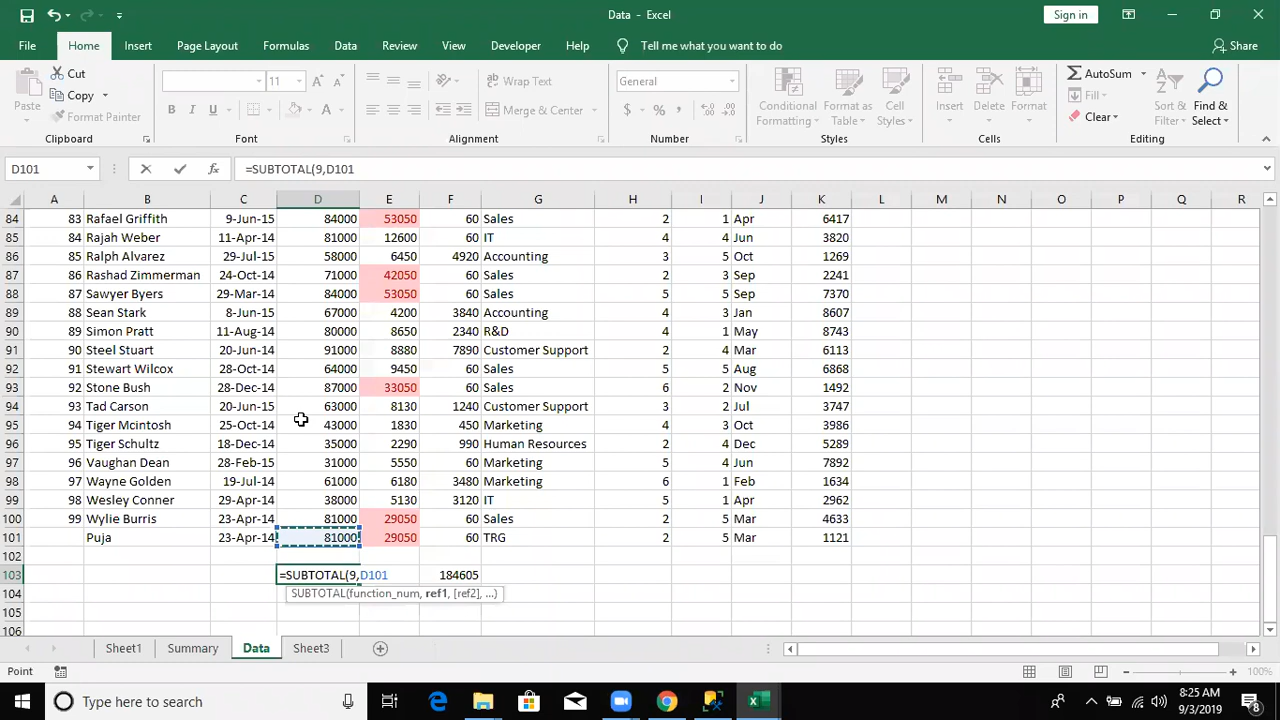 Data - Excel
Sign in
File Home Insert Page Layout Formulas Data Review View Developer Help Tell me what you want to do Share
Paste Cut Copy Format Painter Clipboard
11 B I U Font
Wrap Text Merge & Center Alignment
General $ % , Number
Conditional Formatting Format as Table Cell Styles Styles
Insert Delete Format Cells
AutoSum Fill Clear Sort & Filter Find & Select Editing
D101 fx =SUBTOTAL(9,D101
A B C D E F G H I J K L M N O P Q R
84 83 Rafael Griffith 9-Jun-15 84000 53050 60 Sales 2 1 Apr 6417
85 84 Rajah Weber 11-Apr-14 81000 12600 60 IT 4 4 Jun 3820
86 85 Ralph Alvarez 29-Jul-15 58000 6450 4920 Accounting 3 5 Oct 1269
87 86 Rashad Zimmerman 24-Oct-14 71000 42050 60 Sales 2 3 Sep 2241
88 87 Sawyer Byers 29-Mar-14 84000 53050 60 Sales 5 5 Sep 7370
89 88 Sean Stark 8-Jun-15 67000 4200 3840 Accounting 4 3 Jan 8607
90 89 Simon Pratt 11-Aug-14 80000 8650 2340 R&D 4 1 May 8743
91 90 Steel Stuart 20-Jun-14 91000 8880 7890 Customer Support 2 4 Mar 6113
92 91 Stewart Wilcox 28-Oct-14 64000 9450 60 Sales 5 5 Aug 6868
93 92 Stone Bush 28-Dec-14 87000 33050 60 Sales 6 2 Nov 1492
94 93 Tad Carson 20-Jun-15 63000 8130 1240 Customer Support 3 2 Jul 3747
95 94 Tiger Mcintosh 25-Oct-14 43000 1830 450 Marketing 4 3 Oct 3986
96 95 Tiger Schultz 18-Dec-14 35000 2290 990 Human Resources 2 4 Dec 5289
97 96 Vaughan Dean 28-Feb-15 31000 5550 60 Marketing 5 4 Jun 7892
98 97 Wayne Golden 19-Jul-14 61000 6180 3480 Marketing 6 1 Feb 1634
99 98 Wesley Conner 29-Apr-14 38000 5130 3120 IT 5 1 Apr 2962
100 99 Wylie Burris 23-Apr-14 81000 29050 60 Sales 2 5 Mar 4633
101 Puja 23-Apr-14 81000 29050 60 TRG 2 5 Mar 1121
102
103 =SUBTOTAL(9,D101 184605
104 SUBTOTAL(function_num, ref1, [ref2], ...)
105
106
Sheet1 Summary Data Sheet3
Point 100%
Type here to search
8:25 AM
9/3/2019
8